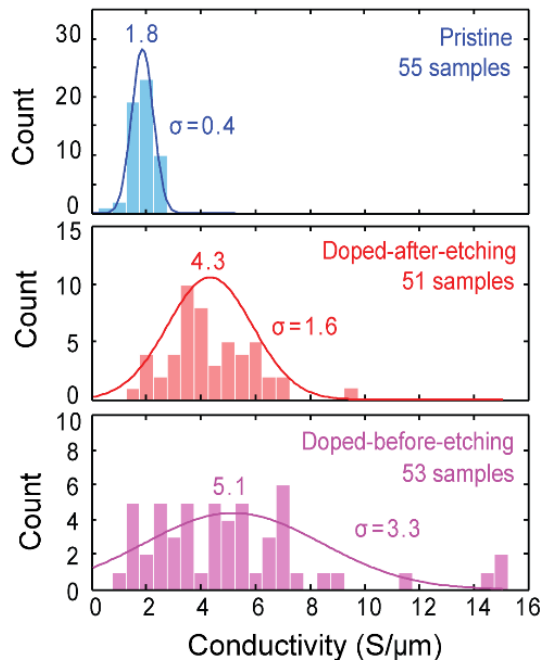 30
20
10
0
Count
1.8
σ=0.4
Pristine
55 samples
15
10
5
0
Count
4.3
σ=1.6
Doped-after-etching
51 samples
10
8
6
4
2
0
Count
5.1
σ=3.3
Doped-before-etching
53 samples
0 2 4 6 8 10 12 14 16
Conductivity (S/μm)